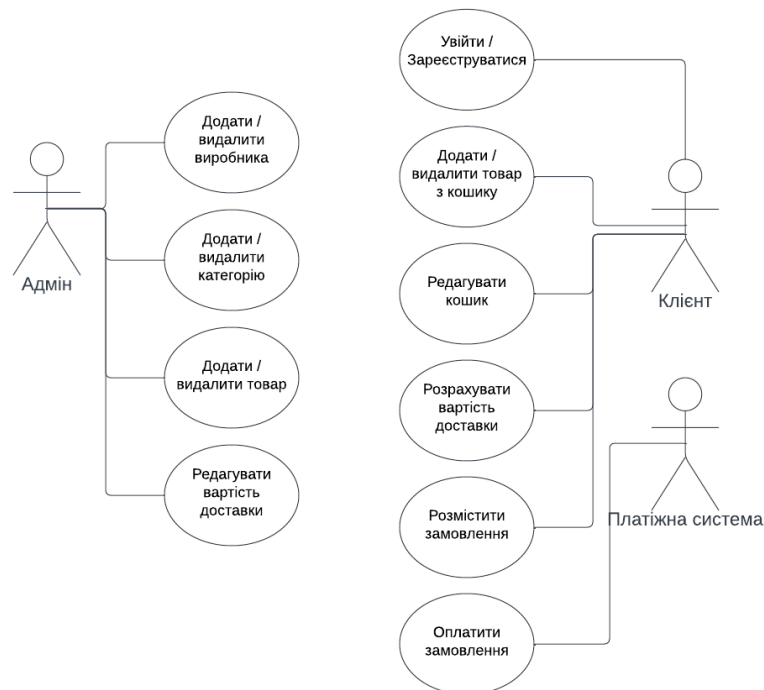 Адмін
Додати /
видалити
виробника
Додати /
видалити
категорію
Додати /
видалити товар
Редагувати
вартість
доставки
Увійти /
Зареєструватися
Додати /
видалити товар
з кошику
Редагувати
кошик
Розрахувати
вартість
доставки
Розмістити
замовлення
Оплатити
замовлення
Клієнт
Платіжна система